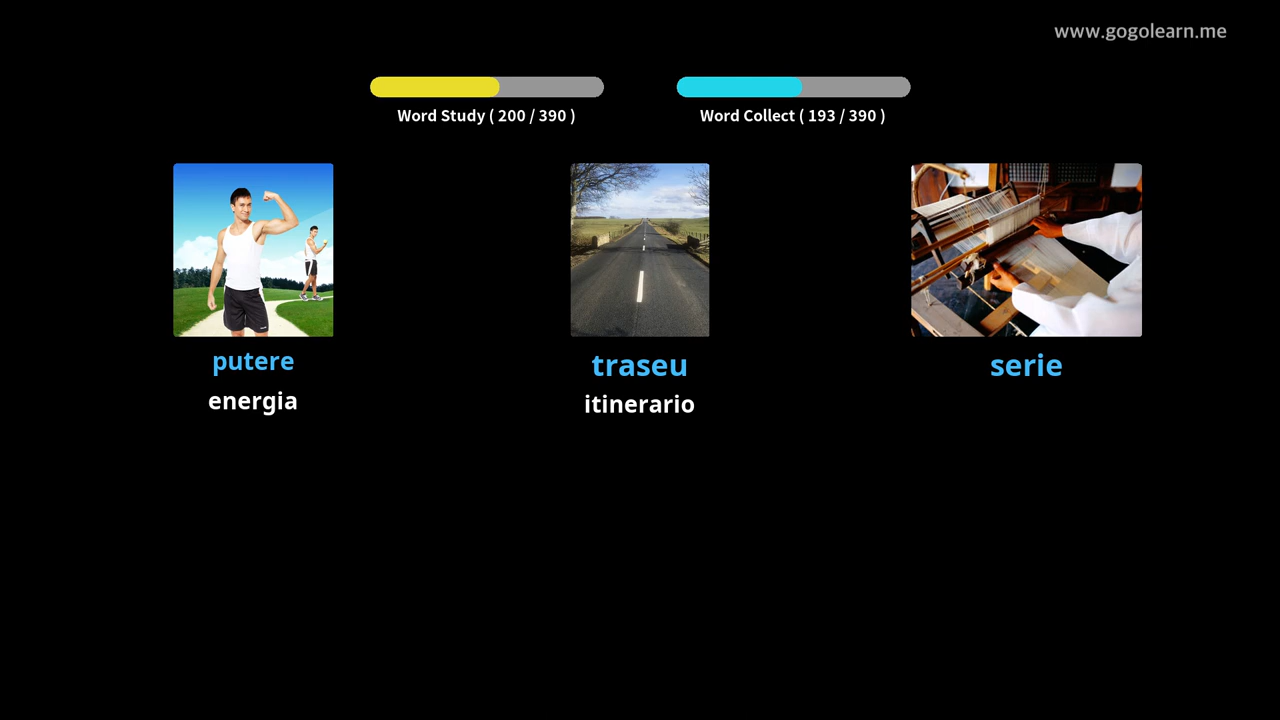 www.gogolearn.me
Word Study ( 200 / 390 )
Word Collect ( 193 / 390 )
putere
energia
traseu
itinerario
serie